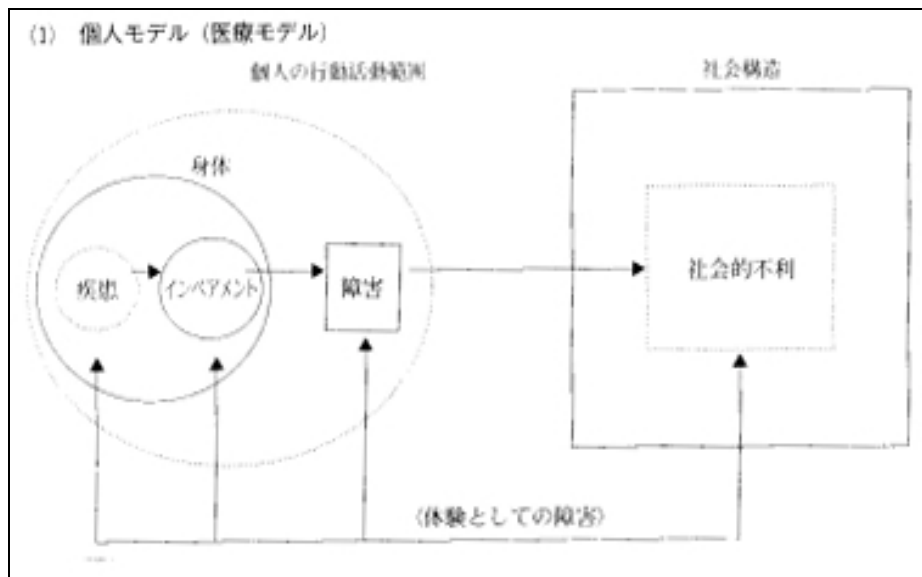 (1) 個人モデル（医療モデル）
個人の行動活動範囲
社会構造
身体
疾患
インペアメント
障害
社会的不利
〈体験としての障害〉